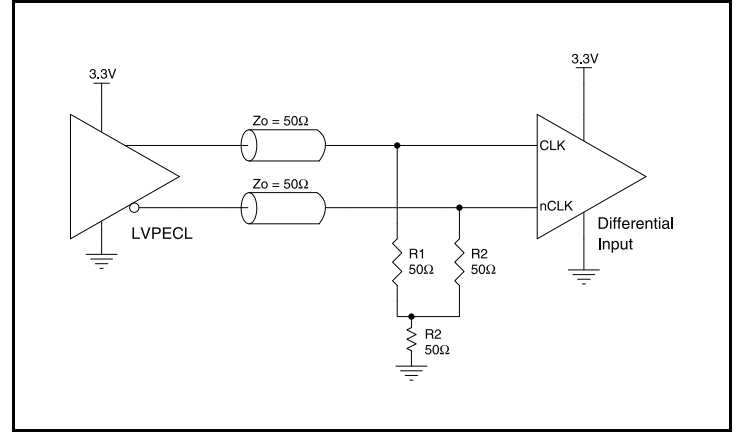 3.3V
3.3V
Zo = 50Ω
CLK
Zo = 50Ω
nCLK
LVPECL
Differential
Input
R1
50Ω
R2
50Ω
R2
50Ω